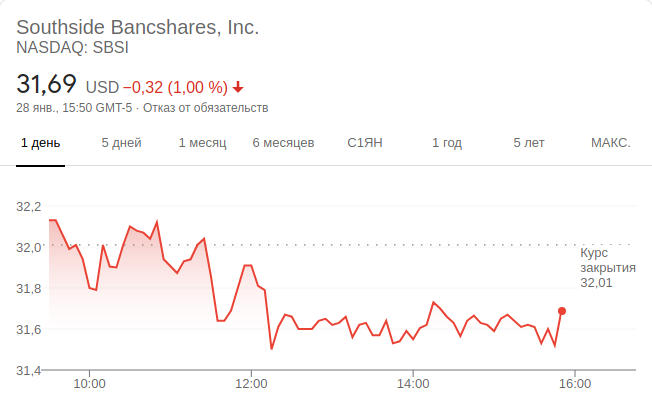 Southside Bancshares, Inc.
NASDAQ: SBSI
31,69 USD −0,32 (1,00 %)
28 янв., 15:50 GMT-5 · Отказ от обязательств
1 день 5 дней 1 месяц 6 месяцев С1ЯН 1 год 5 лет МАКС.
32,2
32,0
Курс
закрытия
32,01
31,8
31,6
31,4
10:00 12:00 14:00 16:00